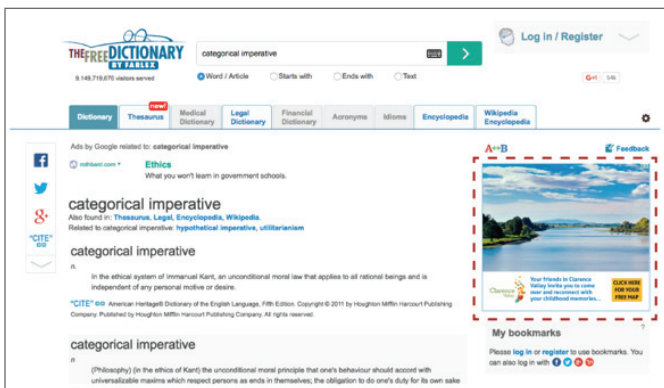 THE FREE DICTIONARY
BY FARLEX
categorical imperative
Log in / Register
9,149,719,670 visitors served
Word / Article Starts with Ends with Text
G+1 54k
new!
Dictionary Thesaurus Medical Dictionary Legal Dictionary Financial Dictionary Acronyms Idioms Encyclopedia Wikipedia Encyclopedia
Ads by Google related to: categorical imperative
A↔B Feedback
Ethics
What you won't learn in government schools.
categorical imperative
Also found in: Thesaurus, Legal, Encyclopedia, Wikipedia.
Related to categorical imperative: hypothetical imperative, utilitarianism
"CITE"
categorical imperative
n.
In the ethical system of Immanuel Kant, an unconditional moral law that applies to all rational beings and is
independent of any personal motive or desire.
"CITE" American Heritage® Dictionary of the English Language, Fifth Edition. Copyright © 2011 by Houghton Mifflin Harcourt Publishing
Company. Published by Houghton Mifflin Harcourt Publishing Company. All rights reserved.
Clarence Valley
Your friends in Clarence
Valley invite you to come
over and reconnect with
your childhood memories...
CLICK HERE
FOR YOUR
FREE MAP
My bookmarks ?
Please log in or register to use bookmarks. You
can also log in with
categorical imperative
n
(Philosophy) (in the ethics of Kant) the unconditional moral principle that one's behaviour should accord with
universalizable maxims which respect persons as ends in themselves; the obligation to do one's duty for its own sake